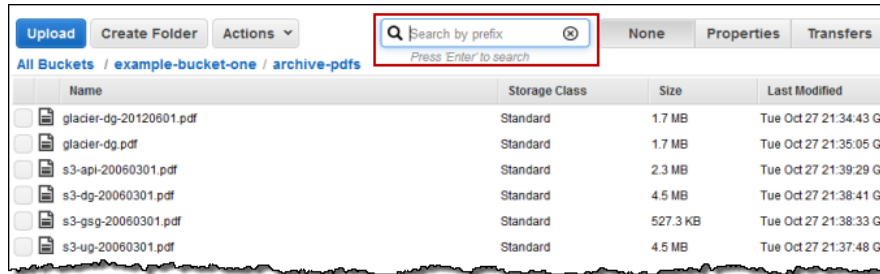 Upload Create Folder Actions Search by prefix None Properties Transfers
Press 'Enter' to search
All Buckets / example-bucket-one / archive-pdfs
Name Storage Class Size Last Modified
glacier-dg-20120601.pdf Standard 1.7 MB Tue Oct 27 21:34:43 G
glacier-dg.pdf Standard 1.7 MB Tue Oct 27 21:35:05 G
s3-api-20060301.pdf Standard 2.3 MB Tue Oct 27 21:39:29 G
s3-dg-20060301.pdf Standard 4.5 MB Tue Oct 27 21:38:41 G
s3-gsg-20060301.pdf Standard 527.3 KB Tue Oct 27 21:38:33 G
s3-ug-20060301.pdf Standard 4.5 MB Tue Oct 27 21:37:48 G